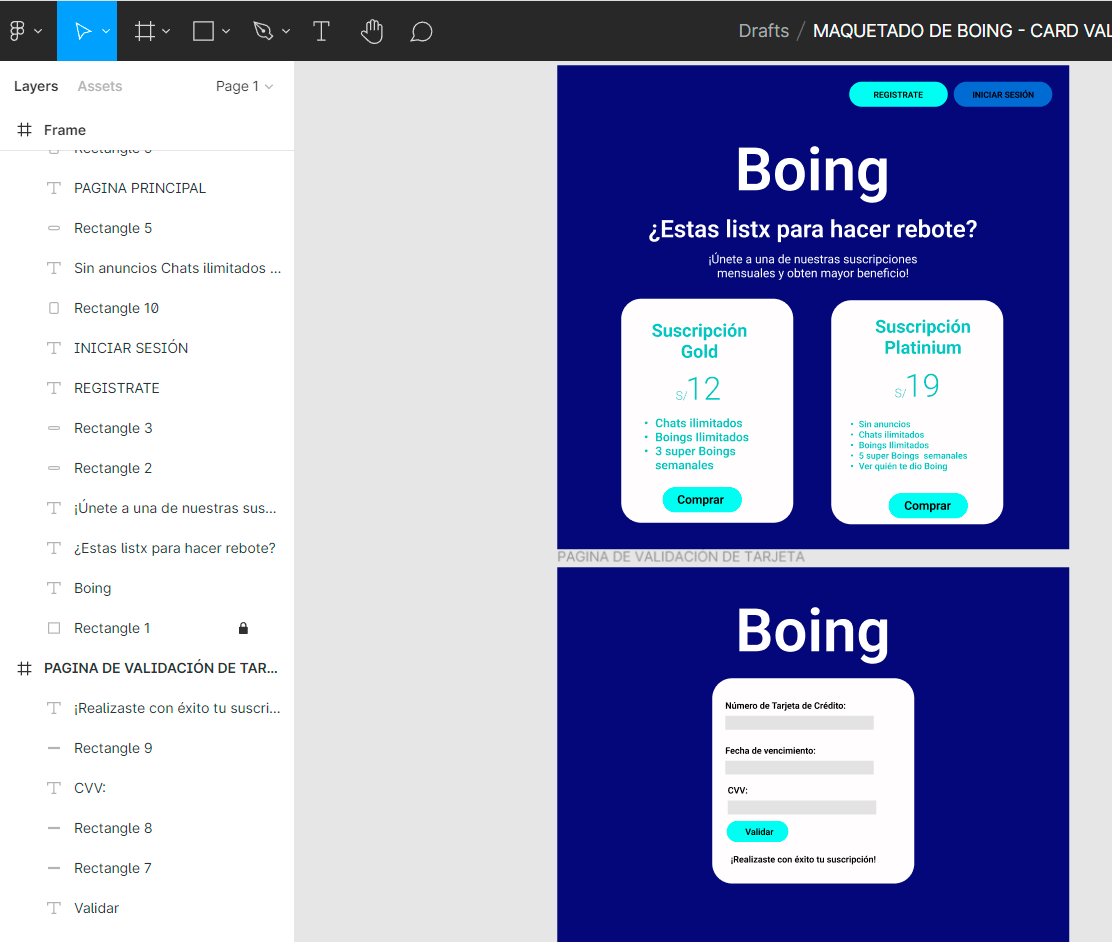 Drafts / MAQUETADO DE BOING - CARD VAL
Layers Assets Page 1
Frame
PAGINA PRINCIPAL
Rectangle 5
Sin anuncios Chats ilimitados ...
Rectangle 10
INICIAR SESIÓN
REGISTRATE
Rectangle 3
Rectangle 2
¡Únete a una de nuestras sus...
¿Estas listx para hacer rebote?
Boing
Rectangle 1
PAGINA DE VALIDACIÓN DE TAR...
¡Realizaste con éxito tu suscri...
Rectangle 9
CVV:
Rectangle 8
Rectangle 7
Validar
REGISTRATE INICIAR SESIÓN
Boing
¿Estas listx para hacer rebote?
¡Únete a una de nuestras suscripciones
mensuales y obten mayor beneficio!
Suscripción
Gold
S/12
• Chats ilimitados
• Boings Ilimitados
• 3 super Boings
semanales
Comprar
Suscripción
Platinium
S/19
• Sin anuncios
• Chats ilimitados
• Boings Ilimitados
• 5 super Boings semanales
• Ver quién te dio Boing
Comprar
PAGINA DE VALIDACIÓN DE TARJETA
Boing
Número de Tarjeta de Crédito:
Fecha de vencimiento:
CVV:
Validar
¡Realizaste con éxito tu suscripción!